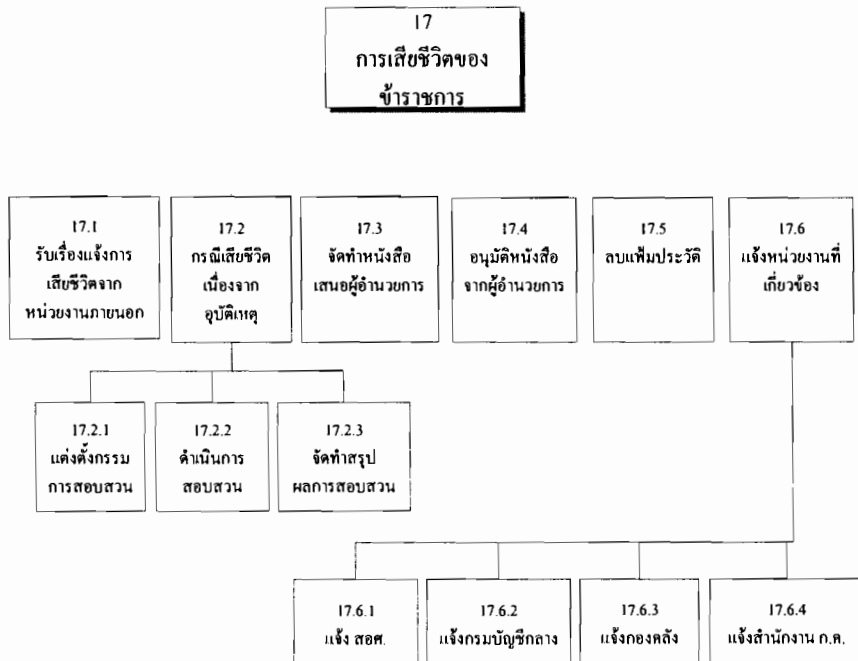 17
การเสียชีวิตของ
ข้าราชการ
17.1
รับเรื่องแจ้งการ
เสียชีวิตจาก
หน่วยงานภายนอก
17.2
กรณีเสียชีวิต
เนื่องจาก
อุบัติเหตุ
17.3
จัดทำหนังสือ
เสนอผู้อำนวยการ
17.4
อนุมัติหนังสือ
จากผู้อำนวยการ
17.5
ลบแฟ้มประวัติ
17.6
แจ้งหน่วยงานที่
เกี่ยวข้อง
17.2.1
แต่งตั้งกรรม
การสอบสวน
17.2.2
ดำเนินการ
สอบสวน
17.2.3
จัดทำสรุป
ผลการสอบสวน
17.6.1
แจ้ง สอศ.
17.6.2
แจ้งกรมบัญชีกลาง
17.6.3
แจ้งกองคลัง
17.6.4
แจ้งสำนักงาน ก.ค.